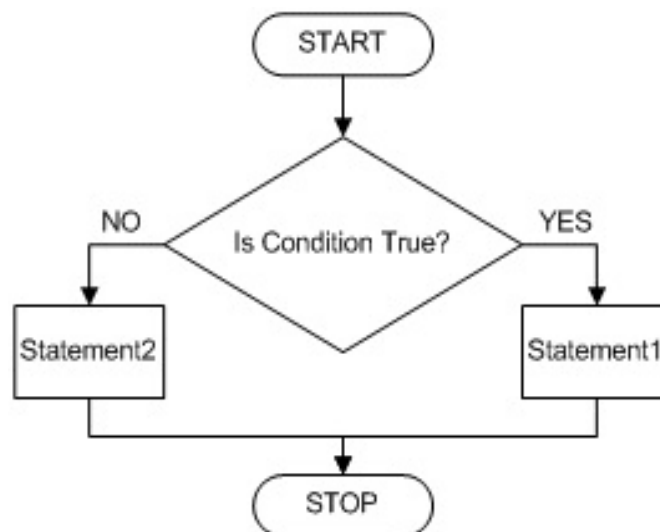 START
NO
YES
Is Condition True?
Statement2
Statement1
STOP